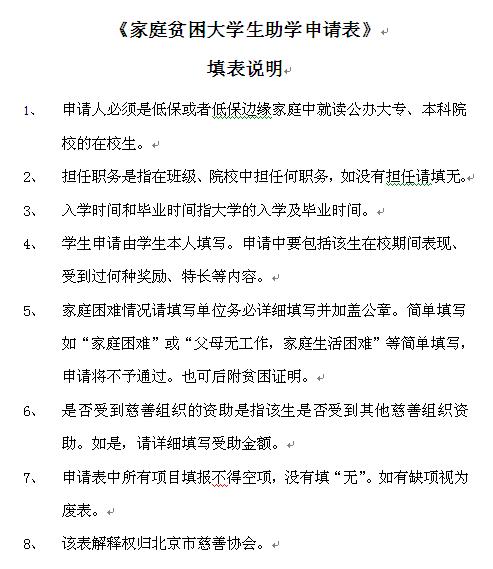 《家庭贫困大学生助学申请表》
填表说明
1、 申请人必须是低保或者低保边缘家庭中就读公办大专、本科院
校的在校生。
2、 担任职务是指在班级、院校中担任何职务，如没有担任请填无。
3、 入学时间和毕业时间指大学的入学及毕业时间。
4、 学生申请由学生本人填写。申请中要包括该生在校期间表现、
受到过何种奖励、特长等内容。
5、 家庭困难情况请填写单位务必详细填写并加盖公章。简单填写
如“家庭困难”或“父母无工作，家庭生活困难”等简单填写，
申请将不予通过。也可后附贫困证明。
6、 是否受到慈善组织的资助是指该生是否受到其他慈善组织资
助。如是，请详细填写受助金额。
7、 申请表中所有项目填报不得空项，没有填“无”。如有缺项视为
废表。
8、 该表解释权归北京市慈善协会。